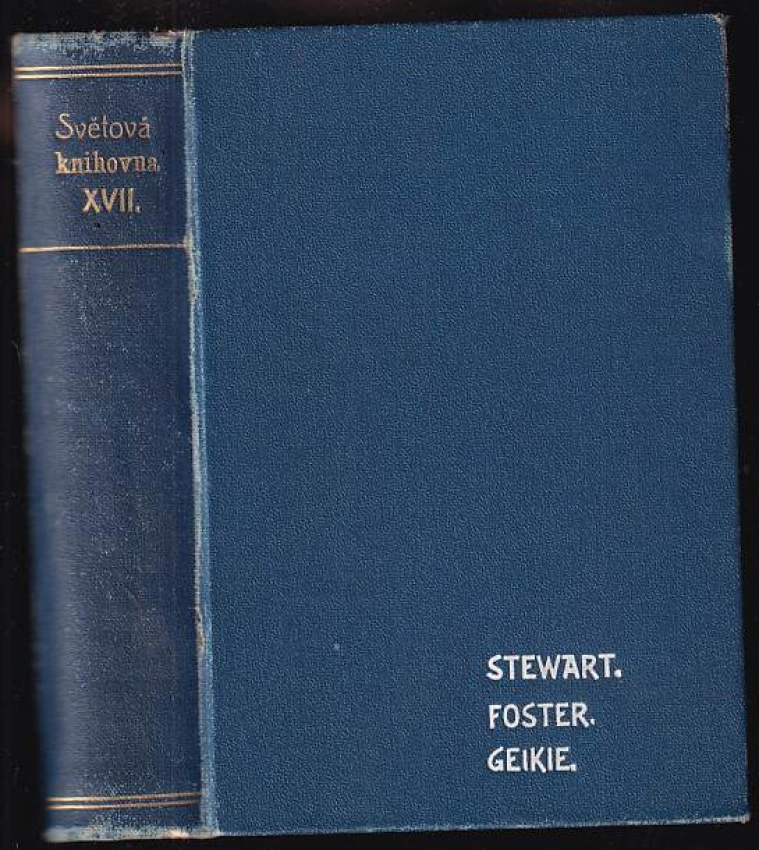 Světová
knihovna.
XVII.
STEWART.
FOSTER.
GEIKIE.